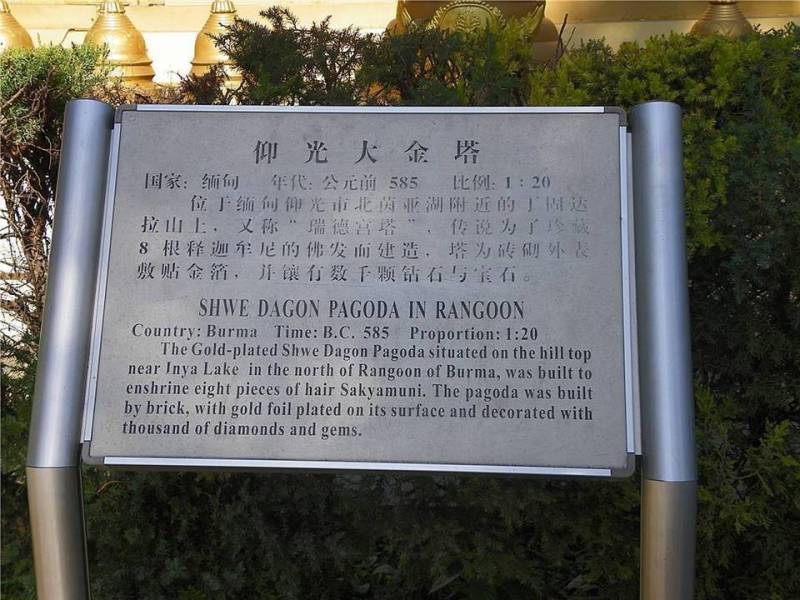 仰光大金塔
国家: 缅甸 年代: 公元前 585 比例: 1:20
位于缅甸仰光市北茵亚湖附近的丁固达
拉山上, 又称"瑞德宫塔", 传说为了珍藏
8 根释迦牟尼的佛发而建造, 塔为砖砌外表
敷贴金箔, 并镶有数千颗钻石与宝石。
SHWE DAGON PAGODA IN RANGOON
Country: Burma Time: B.C. 585 Proportion: 1:20
The Gold-plated Shwe Dagon Pagoda situated on the hill top
near Jnya Lake in the north of Rangoon of Burma, was built to
enshrine eight pieces of hair Sakyamuni. The pagoda was built
by brick, with gold foil plated on its surface and decorated with
thousand of diamonds and gems.